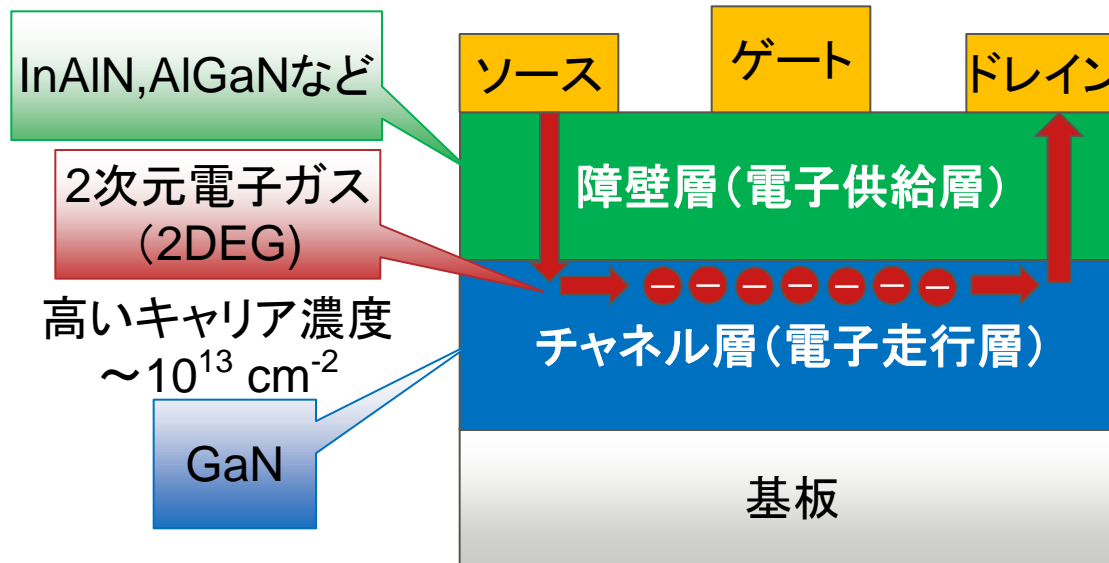 InAlN,AlGaNなど
2次元電子ガス
(2DEG)
高いキャリア濃度
～10¹³ cm⁻²
GaN
ソース
ゲート
ドレイン
障壁層(電子供給層)
－ － － － － － －
チャネル層(電子走行層)
基板